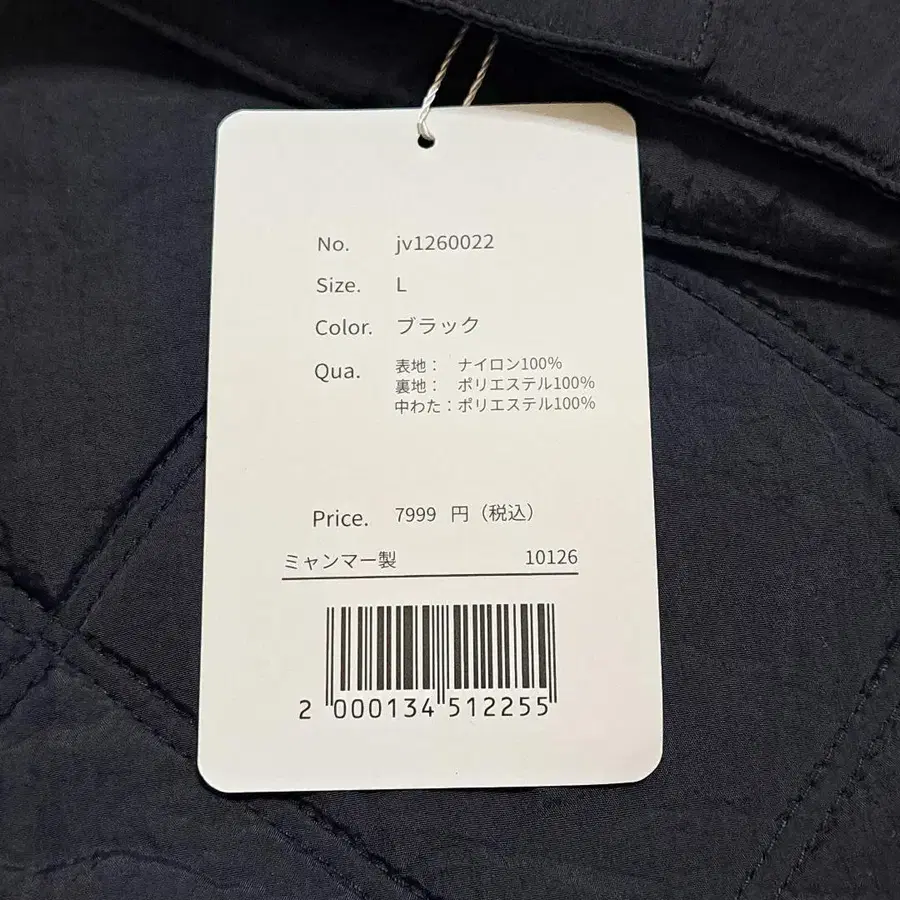 No. jv1260022
Size. L
Color. ブラック
Qua. 表地： ナイロン100%
裏地： ポリエステル100%
中わた：ポリエステル100%
Price. 7999 円（税込）
ミャンマー製 10126
2 000134 512255